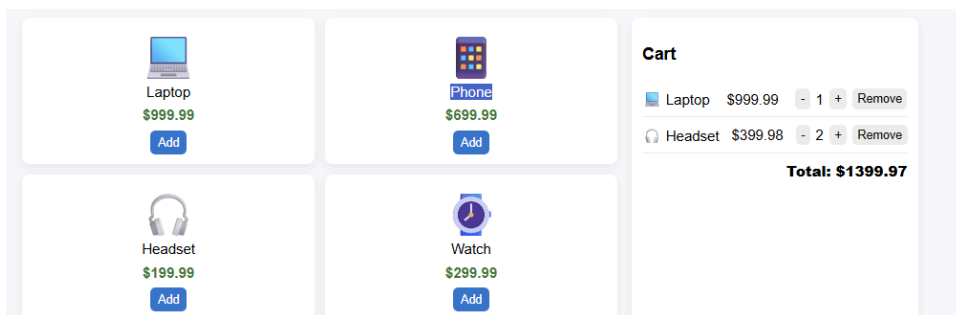 Laptop
$999.99
Add
Phone
$699.99
Add
Headset
$199.99
Add
Watch
$299.99
Add
Cart
Laptop $999.99 - 1 + Remove
Headset $399.98 - 2 + Remove
Total: $1399.97